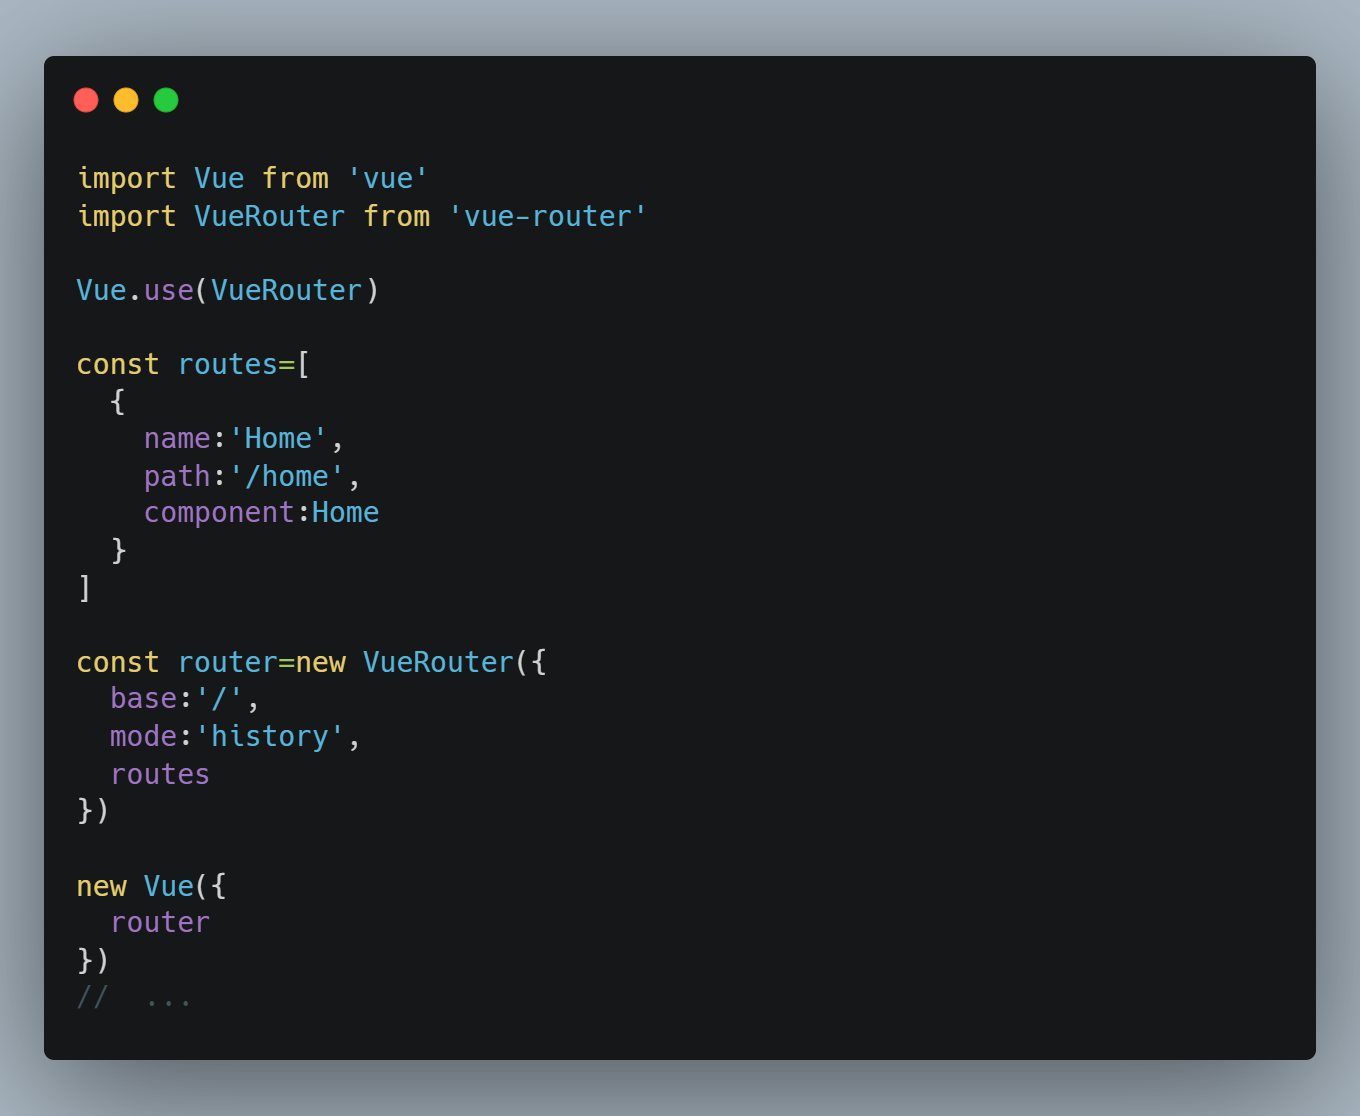 import Vue from 'vue'
import VueRouter from 'vue-router'

Vue.use(VueRouter)

const routes=[
  {
    name:'Home',
    path:'/home',
    component:Home
  }
]

const router=new VueRouter({
  base:'/',
  mode:'history',
  routes
})

new Vue({
  router
})
//  ...